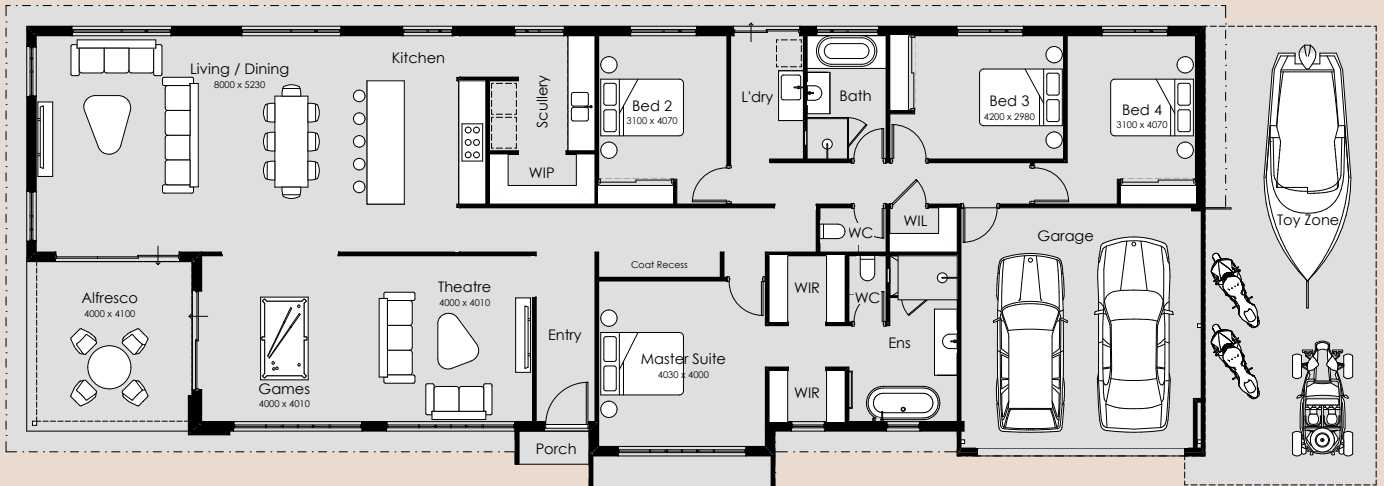 Living / Dining
8000 x 5230
Kitchen
Scullery
WIP
Bed 2
3100 x 4070
L'dry
Bath
Bed 3
4200 x 2980
Bed 4
3100 x 4070
Toy Zone
WC
WIL
Garage
Coat Recess
Alfresco
4000 x 4100
Theatre
4000 x 4010
Games
4000 x 4010
Entry
Porch
Master Suite
4030 x 4000
WIR
WC
WIR
Ens